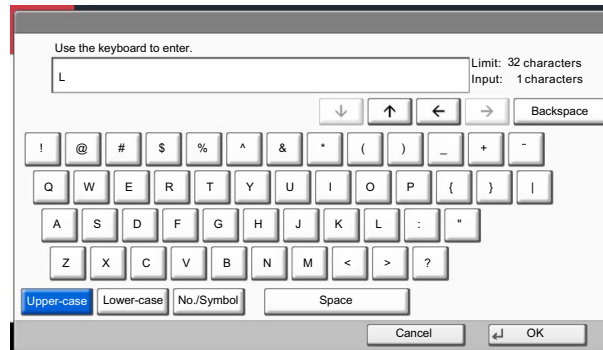 Use the keyboard to enter.
L
Limit: 32 characters
Input: 1 characters
↓ ↑ ← → Backspace
! @ # $ % ^ & * ( ) _ + ~
Q W E R T Y U I O P { } |
A S D F G H J K L : "
Z X C V B N M < > ?
Upper-case Lower-case No./Symbol Space
Cancel OK